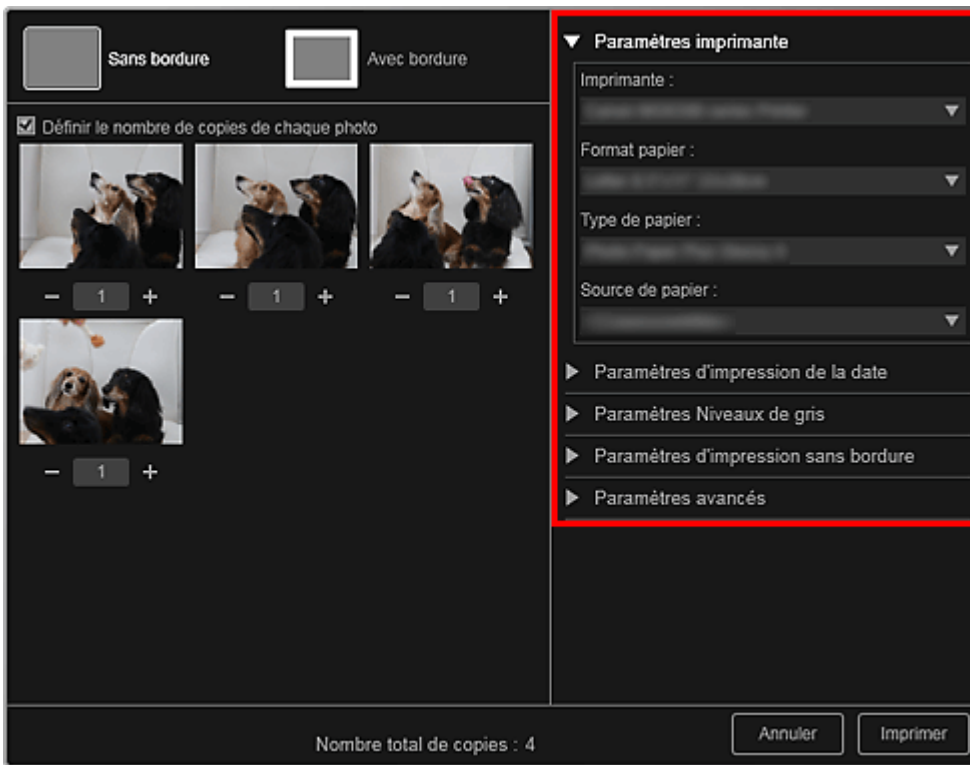 Sans bordure
Avec bordure
Définir le nombre de copies de chaque photo
1
1
1
1
Paramètres imprimante
Imprimante :
Format papier :
Type de papier :
Source de papier :
Paramètres d'impression de la date
Paramètres Niveaux de gris
Paramètres d'impression sans bordure
Paramètres avancés
Nombre total de copies : 4
Annuler
Imprimer